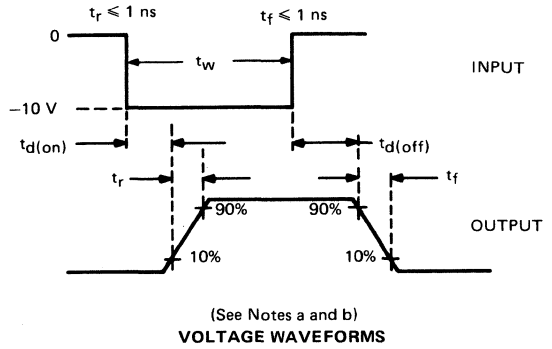 tr ≤ 1 ns
tf ≤ 1 ns
0
tw
INPUT
−10 V
td(on)
td(off)
tr
tf
90%
90%
OUTPUT
10%
10%
(See Notes a and b)
VOLTAGE WAVEFORMS